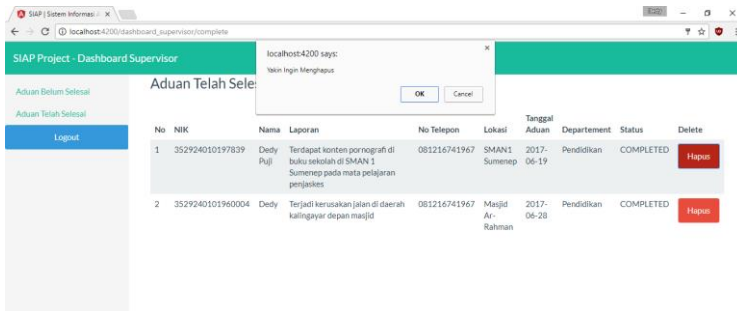 SIAP | Sistem Informasi
localhost:4200/dashboard_supervisor/complete
SIAP Project - Dashboard Supervisor
localhost:4200 says:
Yakin Ingin Menghapus
OK Cancel
Aduan Belum Selesai
Aduan Telah Selesai
Logout
Aduan Telah Seles
No NIK Nama Laporan No Telepon Lokasi Tanggal Aduan Departement Status Delete
1 352924010197839 Dedy Terdapat konten pornografi di 081216741967 SMAN1 2017- Pendidikan COMPLETED Hapus
Puji buku sekolah di SMAN 1 Sumenep 06-19
Sumenep pada mata pelajaran
penjaskes
2 3529240101960004 Dedy Terjadi kerusakan jalan di daerah 081216741967 Masjid 2017- Pendidikan COMPLETED Hapus
kalingayar depan masjid Ar- 06-28
Rahman